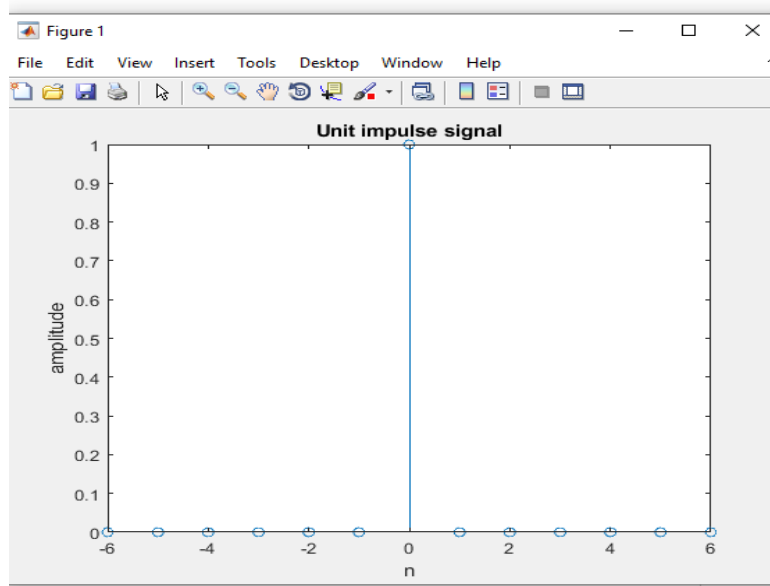 Figure 1
File Edit View Insert Tools Desktop Window Help
Unit impulse signal
1
0.9
0.8
0.7
0.6
0.5
0.4
0.3
0.2
0.1
0
amplitude
-6 -4 -2 0 2 4 6
n